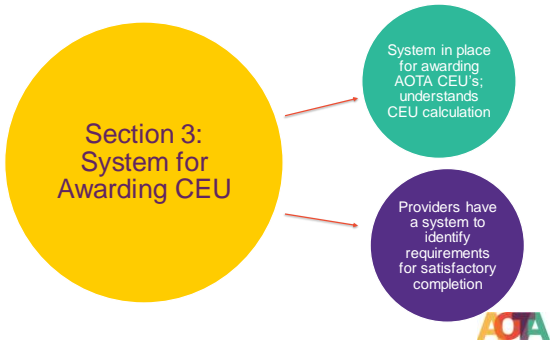 Section 3:
System for
Awarding CEU
System in place
for awarding
AOTA CEU's;
understands
CEU calculation
Providers have
a system to
identify
requirements
for satisfactory
completion
AOTA